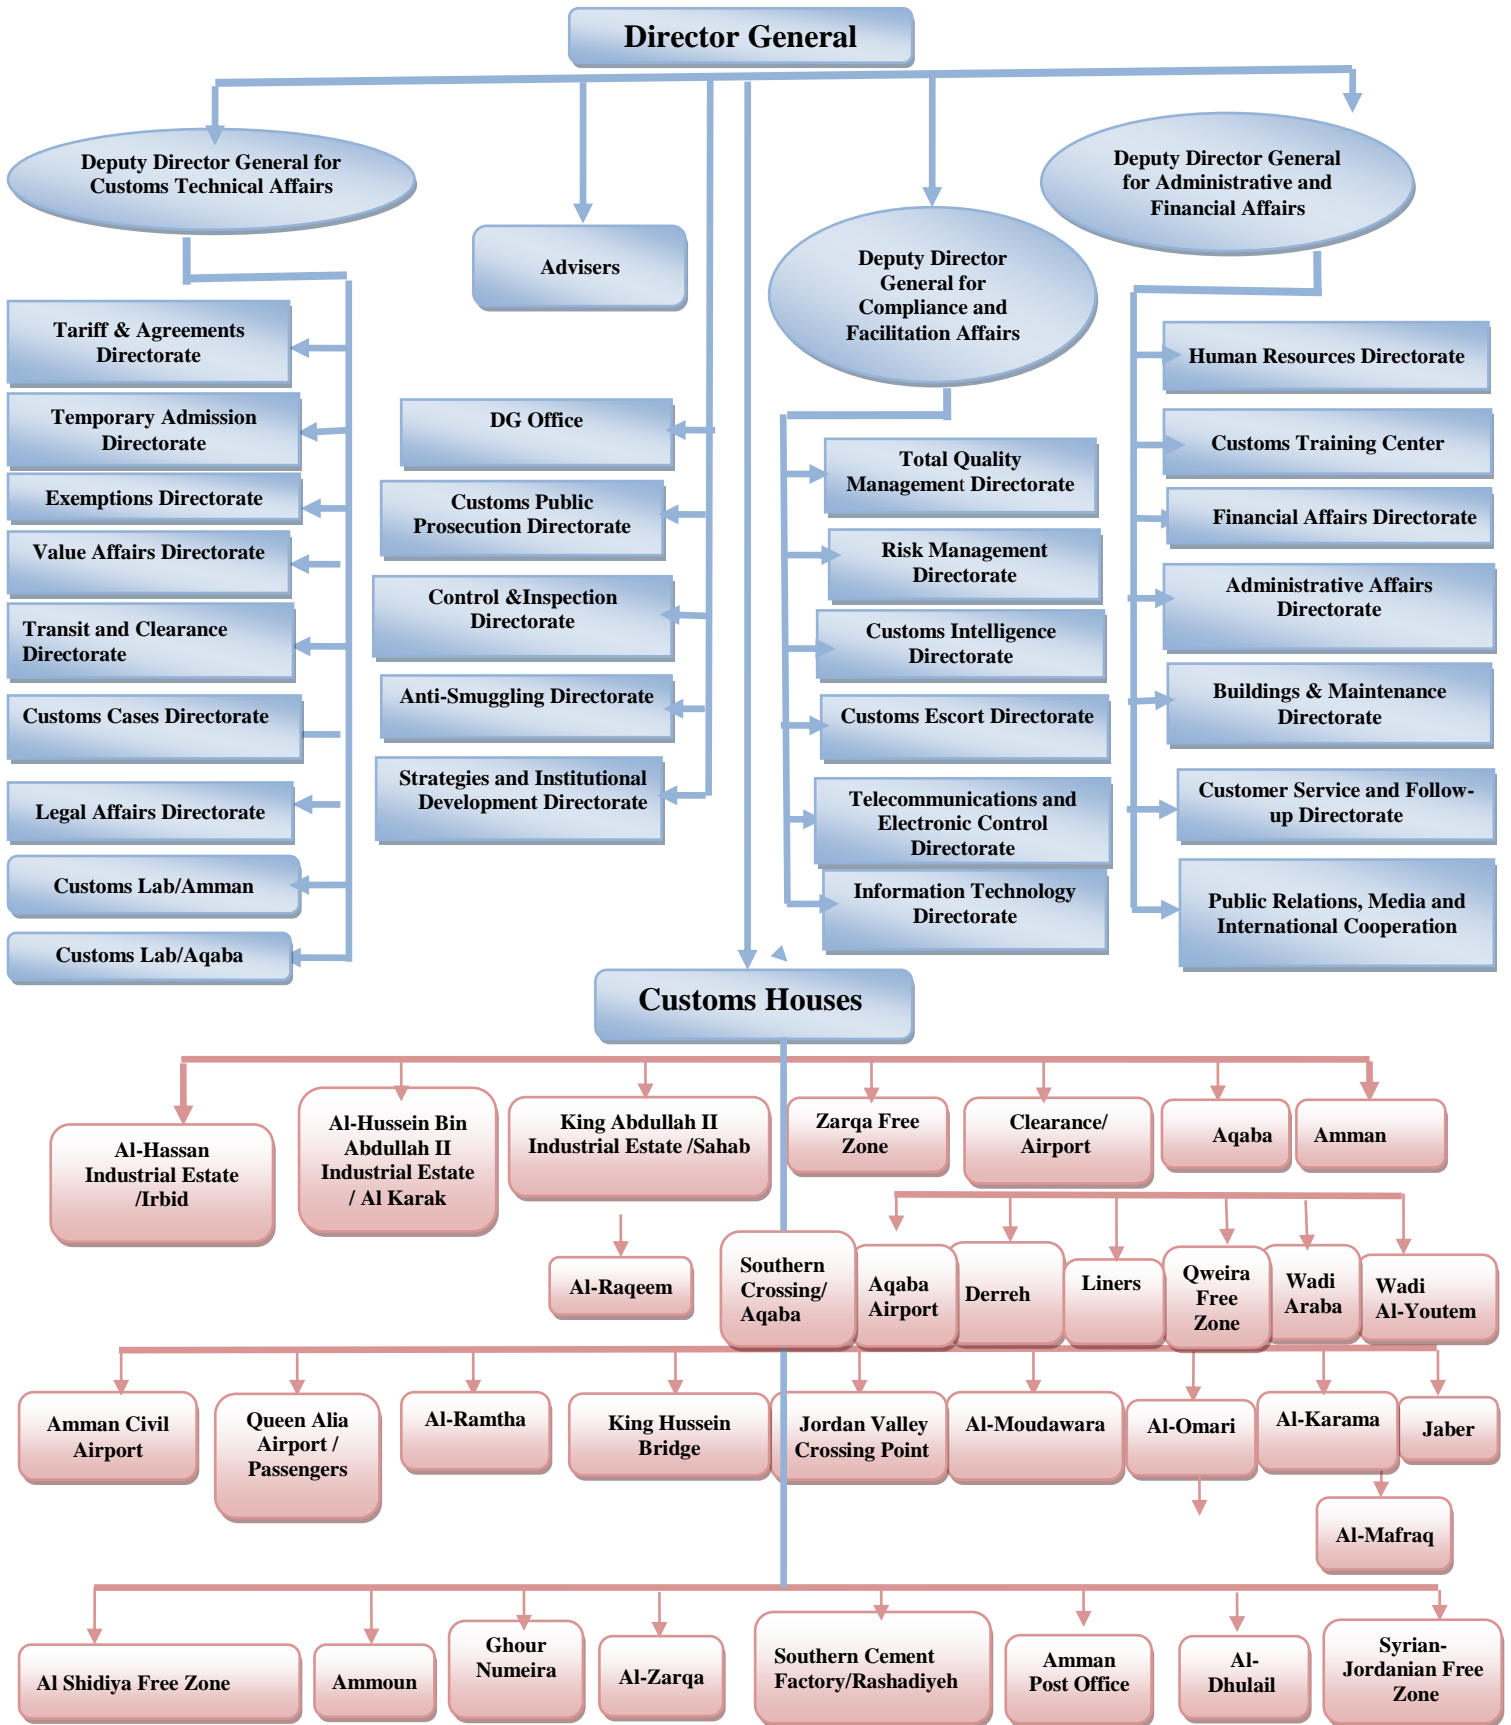 Director General
Deputy Director General for
Customs Technical Affairs
Advisers
Deputy Director
General for
Compliance and
Facilitation Affairs
Deputy Director General
for Administrative and
Financial Affairs
Tariff & Agreements
Directorate
Temporary Admission
Directorate
Exemptions Directorate
Value Affairs Directorate
Transit and Clearance
Directorate
Customs Cases Directorate
Legal Affairs Directorate
Customs Lab/Amman
Customs Lab/Aqaba
DG Office
Customs Public
Prosecution Directorate
Control &Inspection
Directorate
Anti-Smuggling Directorate
Strategies and Institutional
Development Directorate
Total Quality
Management Directorate
Risk Management
Directorate
Customs Intelligence
Directorate
Customs Escort Directorate
Telecommunications and
Electronic Control
Directorate
Information Technology
Directorate
Human Resources Directorate
Customs Training Center
Financial Affairs Directorate
Administrative Affairs
Directorate
Buildings & Maintenance
Directorate
Customer Service and Follow-
up Directorate
Public Relations, Media and
International Cooperation
Customs Houses
Al-Hassan
Industrial Estate
/Irbid
Al-Hussein Bin
Abdullah II
Industrial Estate
/ Al Karak
King Abdullah II
Industrial Estate /Sahab
Zarqa Free
Zone
Clearance/
Airport
Aqaba
Amman
Al-Raqeem
Southern
Crossing/
Aqaba
Aqaba
Airport
Derreh
Liners
Qweira
Free
Zone
Wadi
Araba
Wadi
Al-Youtem
Amman Civil
Airport
Queen Alia
Airport /
Passengers
Al-Ramtha
King Hussein
Bridge
Jordan Valley
Crossing Point
Al-Moudawara
Al-Omari
Al-Karama
Jaber
Al-Mafraq
Al Shidiya Free Zone
Ammoun
Ghour
Numeira
Al-Zarqa
Southern Cement
Factory/Rashadiyeh
Amman
Post Office
Al-
Dhulail
Syrian-
Jordanian Free
Zone